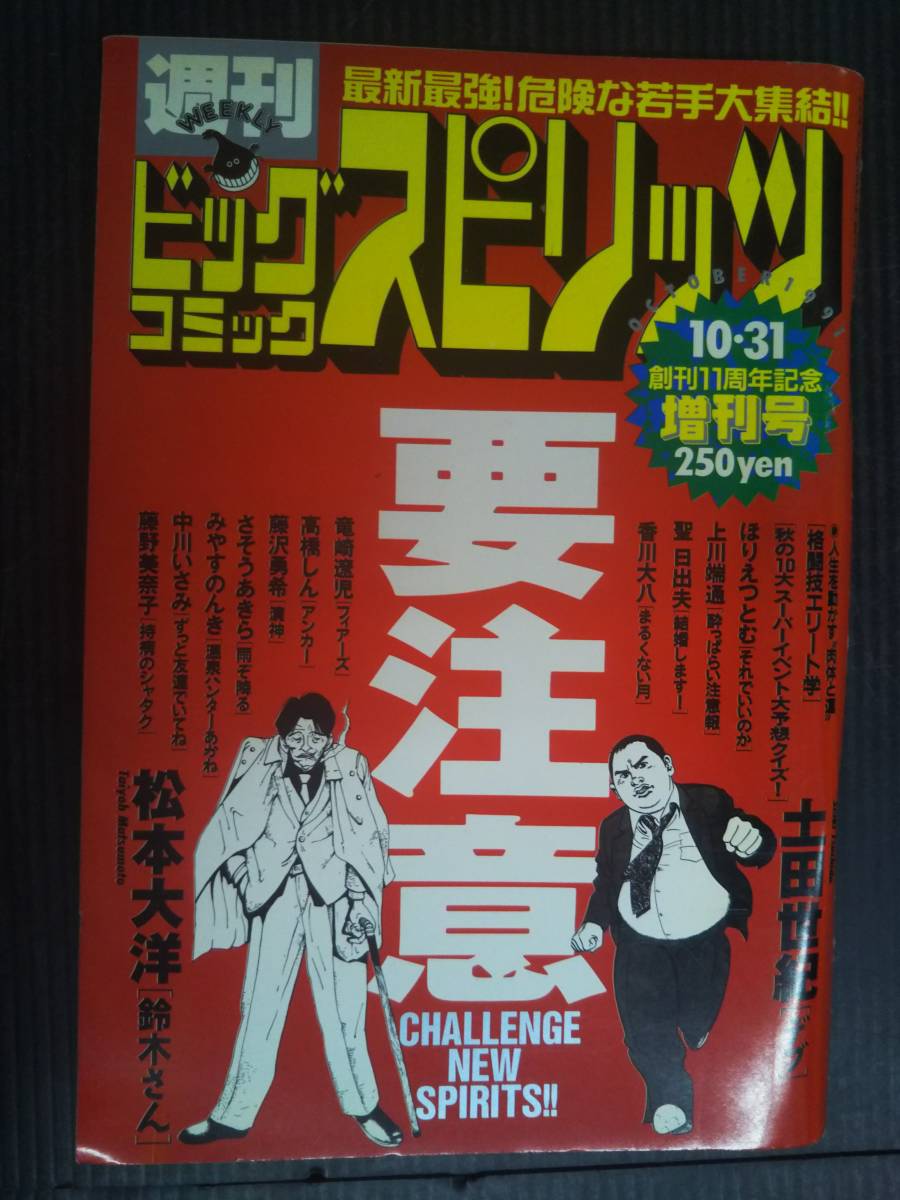 週刊
WEEKLY
最新最強!危険な若手大集結!!
ビッグ
コミック
スピリッツ
OCTOBER 1991
10・31
創刊11周年記念
増刊号
250yen
要注意
人生を動かす〝肉体と運〟
[格闘技エリート学]
[秋の10大スーパーイベント大予想クイズ!]
ほりえつとむ[それでいいのか]
上川端通[酔っぱらい注意報]
聖日出夫[結婚します!]
香川大八[まるくない月]
竜崎遼児[フィアーズ]
高橋しん[アンカー]
藤沢勇希[満神]
さそうあきら[雨ぞ降る]
みやすのんき[温泉ハンターあかね]
中川いさみ[ずっと友達でいてね]
藤野美奈子[持病のシャタク]
土田世紀
松本大洋[鈴木さん]
Taiyoh Matsumoto
CHALLENGE
NEW
SPIRITS!!